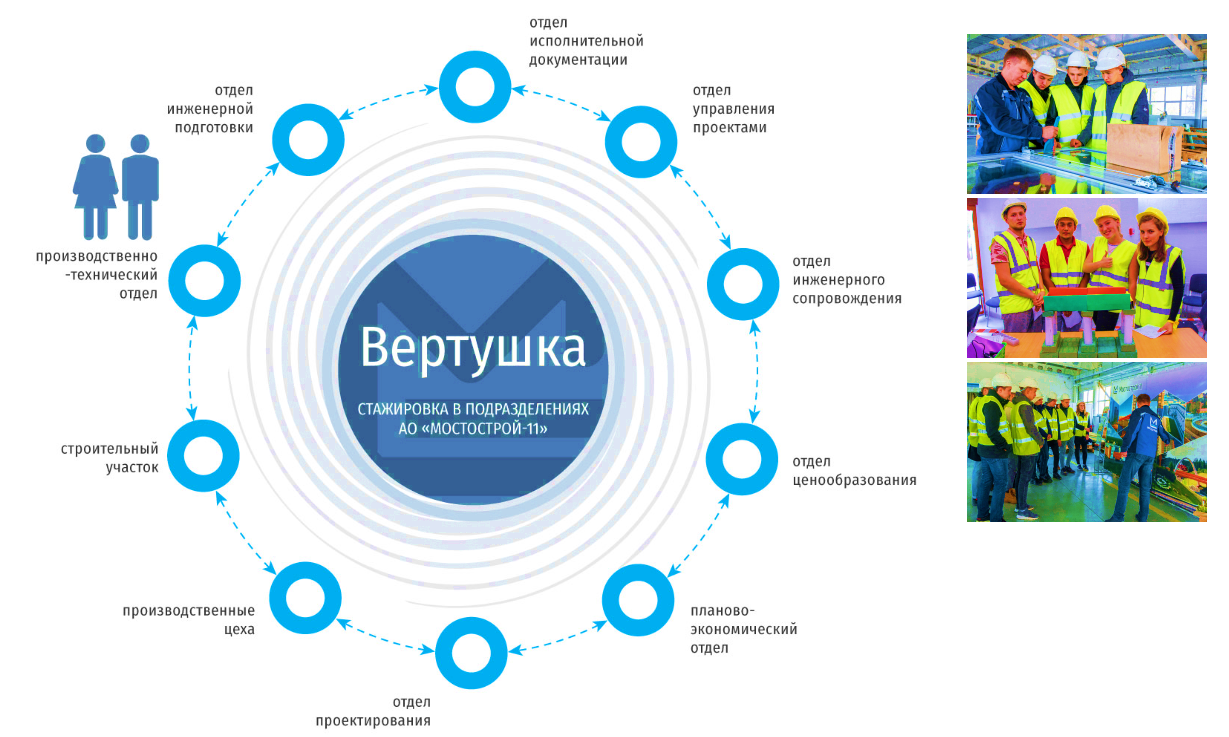 отдел
исполнительной
документации
отдел
управления
проектами
отдел
инженерного
сопровождения
отдел
ценообразования
планово-
экономический
отдел
отдел
проектирования
производственные
цеха
строительный
участок
производственно
-технический
отдел
отдел
инженерной
подготовки
Вертушка
СТАЖИРОВКА В ПОДРАЗДЕЛЕНИЯХ
АО «МОСТОСТРОЙ-11»